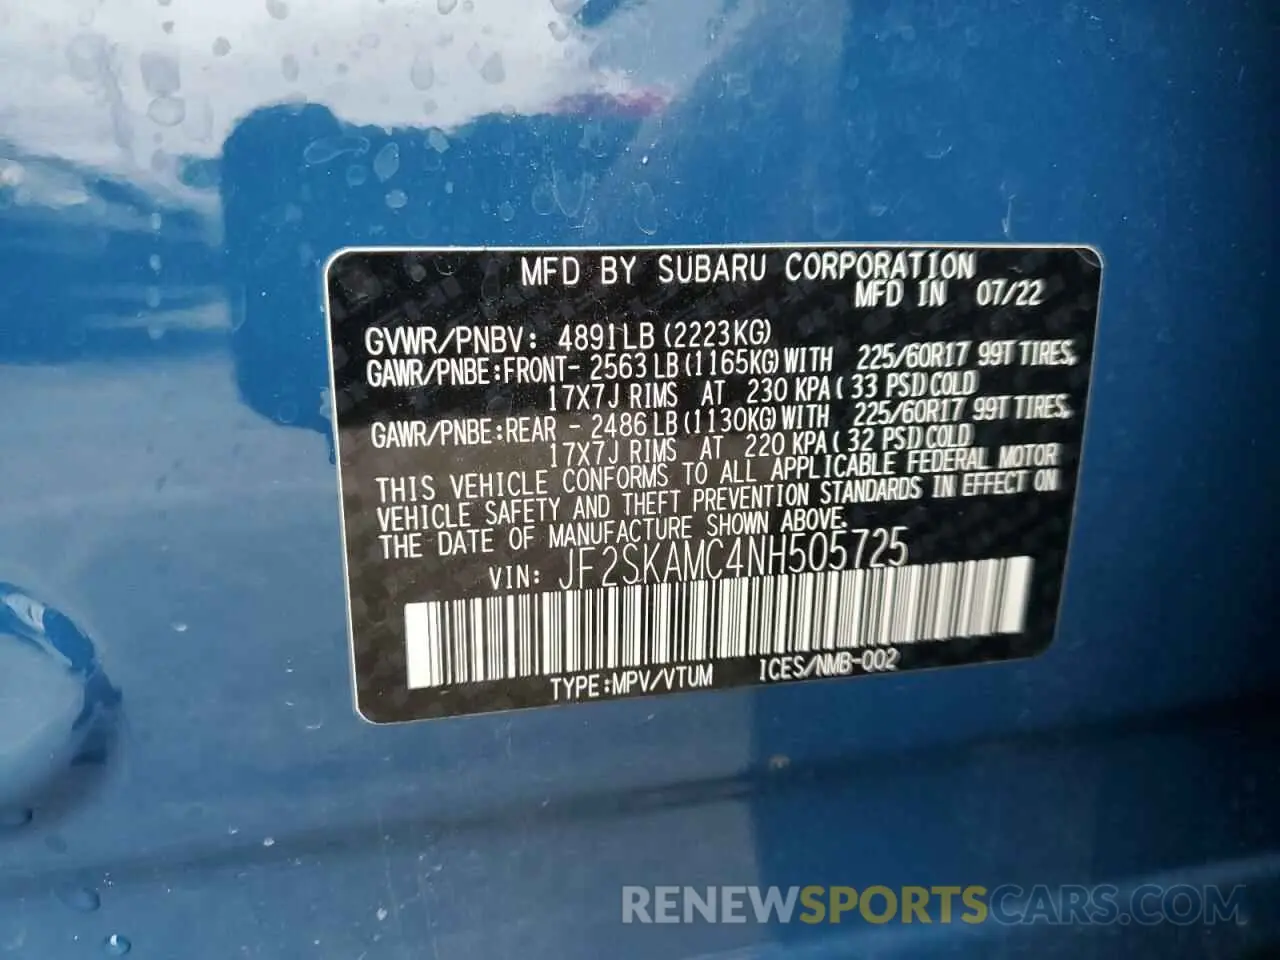 MFD BY SUBARU CORPORATION
MFD IN 07/22
GVWR/PNBV: 4891LB (2223KG)
GAWR/PNBE:FRONT- 2563 LB (1165KG) WITH 225/60R17 99T TIRES,
17X7J RIMS AT 230 KPA ( 33 PSI) COLD
GAWR/PNBE:REAR - 2486 LB (1130KG) WITH 225/60R17 99T TIRES,
17X7J RIMS AT 220 KPA ( 32 PSI) COLD
THIS VEHICLE CONFORMS TO ALL APPLICABLE FEDERAL MOTOR
VEHICLE SAFETY AND THEFT PREVENTION STANDARDS IN EFFECT ON
THE DATE OF MANUFACTURE SHOWN ABOVE.
VIN: JF2SKAMC4NH505725
TYPE:MPV/VTUM ICES/NMB-002
RENEWSPORTSCARS.COM